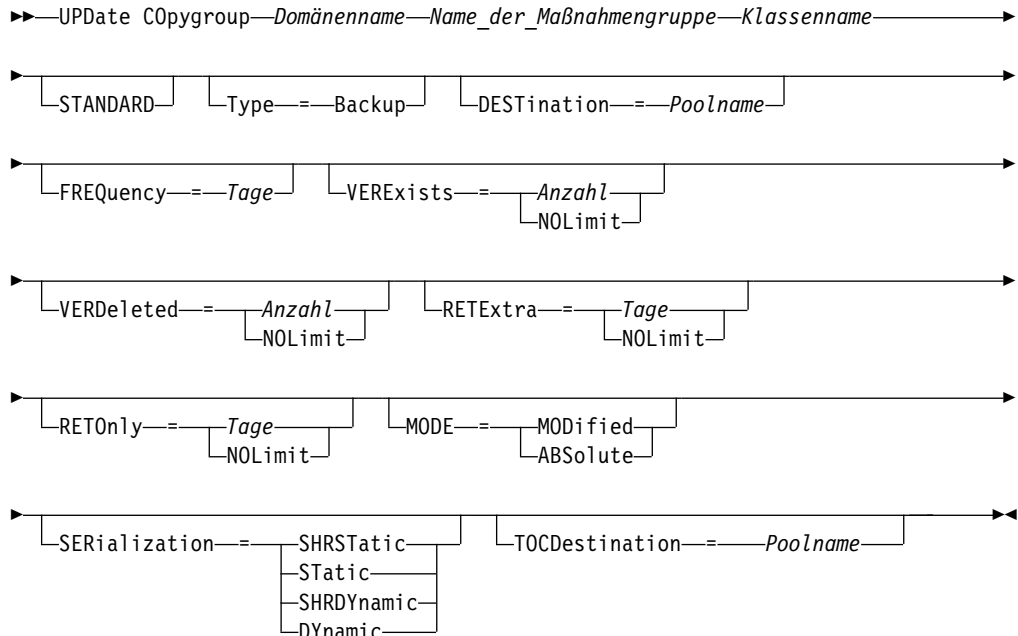 UPDate COpygroup Domänenname Name_der_Maßnahmengruppe Klassenname
STANDARD Type = Backup DESTination = Poolname
FREQuency = Tage VERExists = Anzahl
NOLimit
VERDeleted = Anzahl RETExtra = Tage
NOLimit NOLimit
RETOnly = Tage MODE = MODified
NOLimit ABSolute
SERialization = SHRSTatic TOCDestination = Poolname
STatic
SHRDYnamic
DYnamic